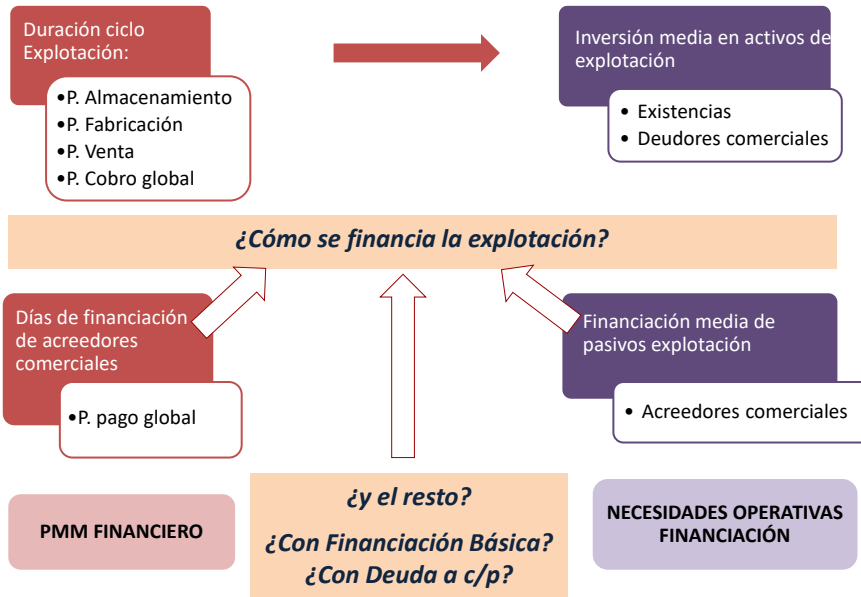 Duración ciclo
Explotación:
•P. Almacenamiento
•P. Fabricación
•P. Venta
•P. Cobro global
Inversión media en activos de
explotación
• Existencias
• Deudores comerciales
¿Cómo se financia la explotación?
Días de financiación
de acreedores
comerciales
•P. pago global
Financiación media de
pasivos explotación
• Acreedores comerciales
PMM FINANCIERO
¿y el resto?
¿Con Financiación Básica?
¿Con Deuda a c/p?
NECESIDADES OPERATIVAS
FINANCIACIÓN